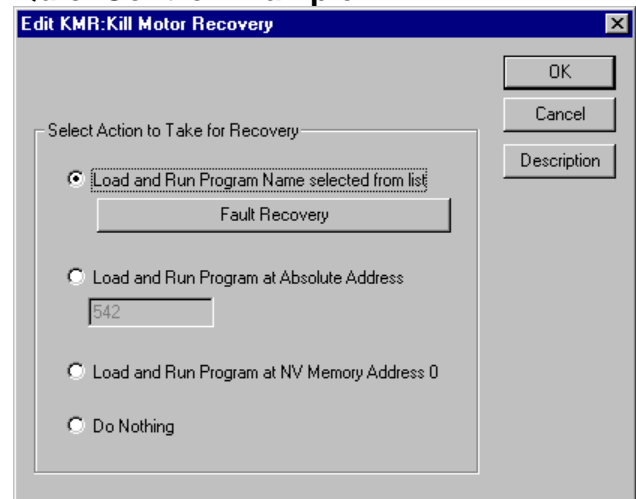 Edit KMR:Kill Motor Recovery
OK
Cancel
Description
Select Action to Take for Recovery
Load and Run Program Name selected from list
Fault Recovery
Load and Run Program at Absolute Address
542
Load and Run Program at NV Memory Address 0
Do Nothing